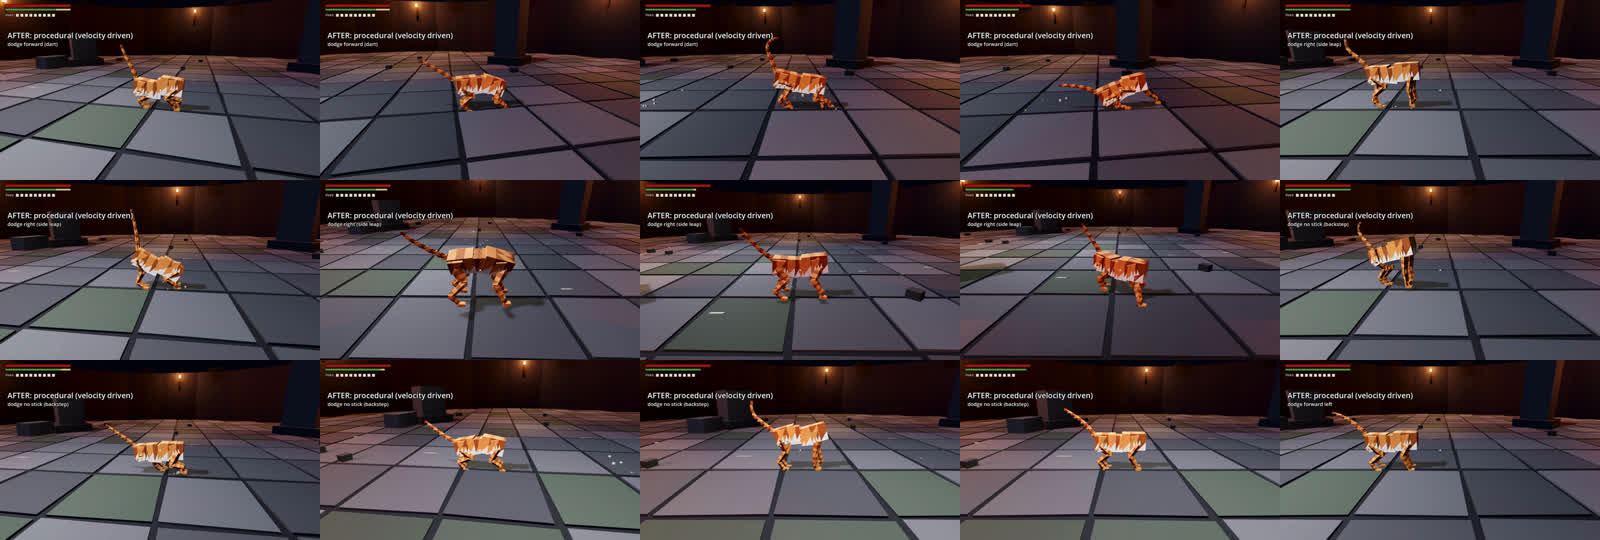 AFTER: procedural (velocity driven)
dodge forward (dart)
AFTER: procedural (velocity driven)
dodge forward (dart)
AFTER: procedural (velocity driven)
dodge forward (dart)
AFTER: procedural (velocity driven)
dodge forward (dart)
AFTER: procedural (velocity driven)
dodge right (side leap)
AFTER: procedural (velocity driven)
dodge right (side leap)
AFTER: procedural (velocity driven)
dodge right (side leap)
AFTER: procedural (velocity driven)
dodge right (side leap)
AFTER: procedural (velocity driven)
dodge right (side leap)
AFTER: procedural (velocity driven)
dodge no stick (backstep)
AFTER: procedural (velocity driven)
dodge no stick (backstep)
AFTER: procedural (velocity driven)
dodge no stick (backstep)
AFTER: procedural (velocity driven)
dodge no stick (backstep)
AFTER: procedural (velocity driven)
dodge no stick (backstep)
AFTER: procedural (velocity driven)
dodge forward left